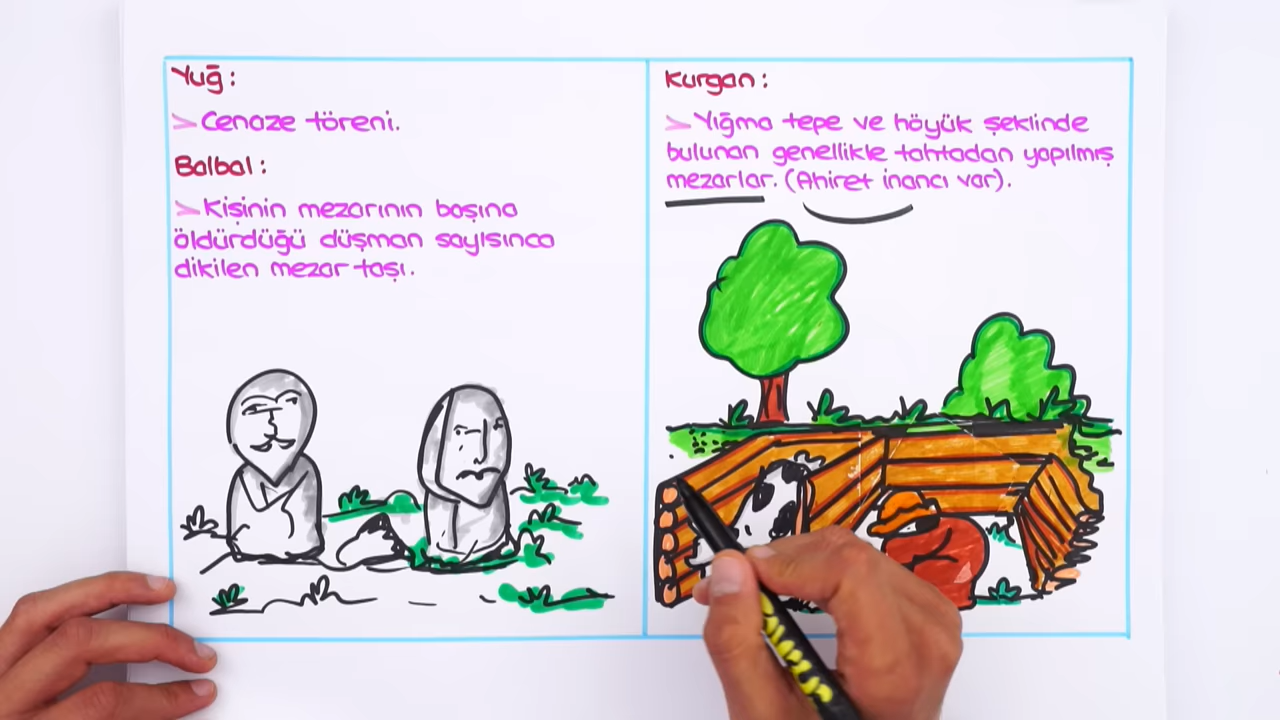 Yuğ:
➢ Cenaze töreni.
Balbal:
➢ Kişinin mezarının başına
öldürdüğü düşman sayısınca
dikilen mezar taşı.
Kurgan:
➢ Yığma tepe ve höyük şeklinde
bulunan genellikle tahtadan yapılmış
mezarlar. (Ahiret inancı var).